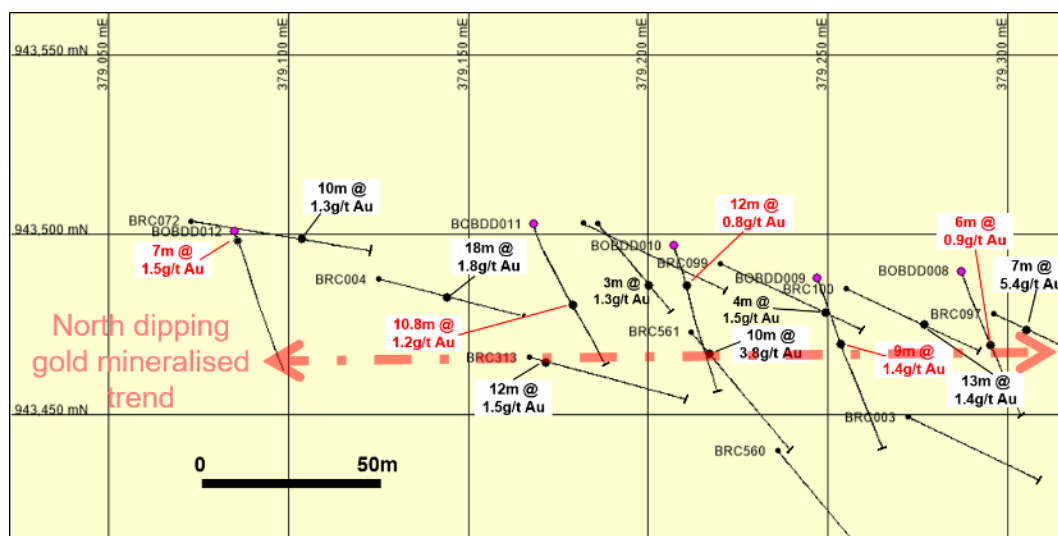 943,550 mN
379,050 mE
379,100 mE
379,150 mE
379,200 mE
379,250 mE
379,300 mE
943,500 mN
943,450 mN
BRC072
BOBDD012
7m @
1.5g/t Au
10m @
1.3g/t Au
BRC004
18m @
1.8g/t Au
BOBDD011
10.8m @
1.2g/t Au
BRC313
12m @
1.5g/t Au
3m @
1.3g/t Au
BOBDD010
12m @
0.8g/t Au
BRC099
BRC561
10m @
3.8g/t Au
BRC560
BOBDD009
4m @
1.5g/t Au
9m @
1.4g/t Au
BRC100
13m @
1.4g/t Au
BRC003
BOBDD008
6m @
0.9g/t Au
BRC097
7m @
5.4g/t Au
North dipping
gold mineralised
trend
0
50m